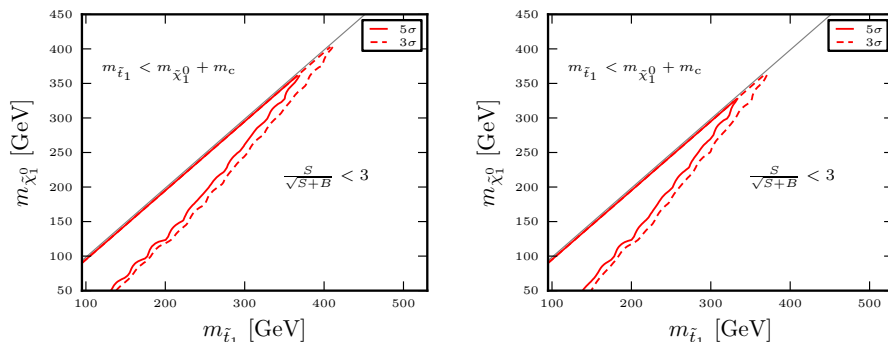 450
400
350
300
250
200
150
100
50
100 200 300 400 500
m_{\tilde{\chi}_1^0} [GeV]
m_{\tilde{t}_1} [GeV]
m_{\tilde{t}_1} < m_{\tilde{\chi}_1^0} + m_c
\frac{S}{\sqrt{S+B}} < 3
5σ
3σ
450
400
350
300
250
200
150
100
50
100 200 300 400 500
m_{\tilde{\chi}_1^0} [GeV]
m_{\tilde{t}_1} [GeV]
m_{\tilde{t}_1} < m_{\tilde{\chi}_1^0} + m_c
\frac{S}{\sqrt{S+B}} < 3
5σ
3σ